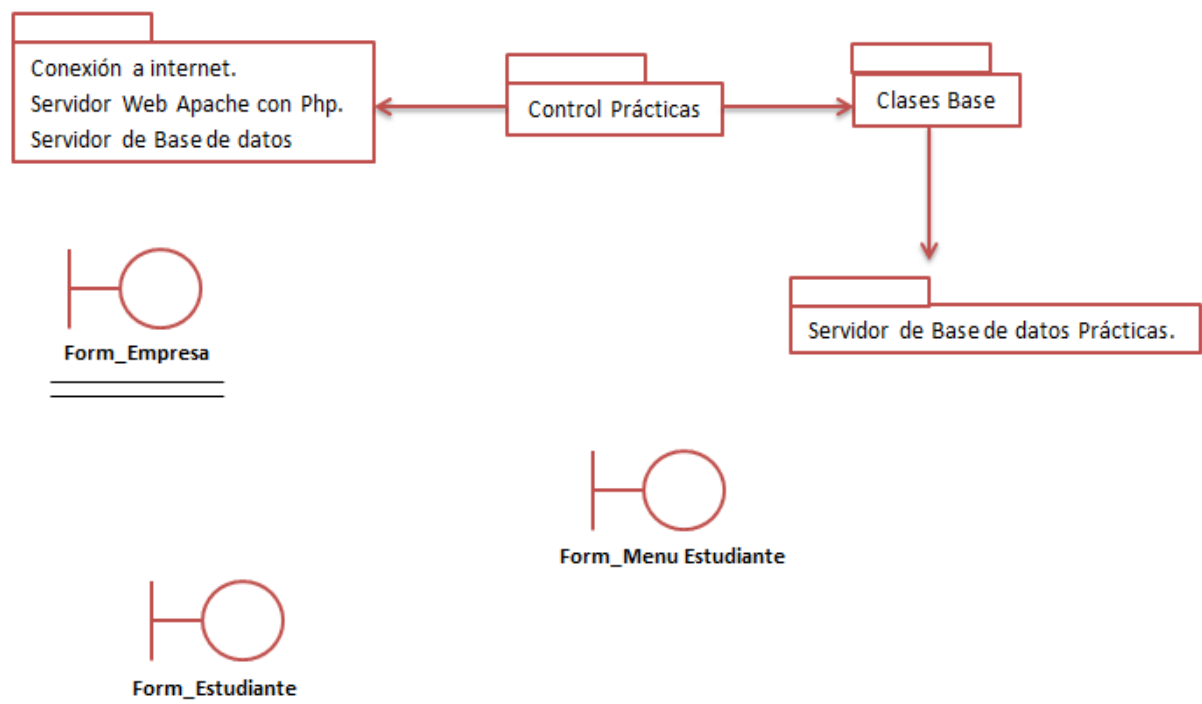 Conexión a internet.
Servidor Web Apache con Php.
Servidor de Base de datos
Control Prácticas
Clases Base
Servidor de Base de datos Prácticas.
Form_Empresa
Form_Menu Estudiante
Form_Estudiante